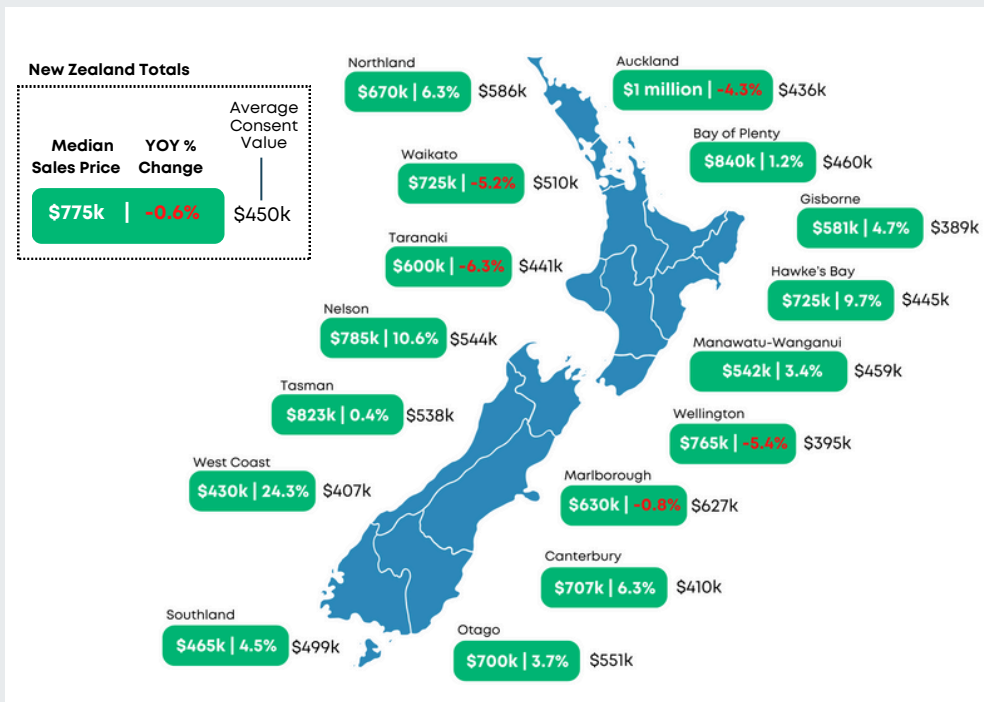 New Zealand Totals
Average
Consent
Value
Median
Sales Price
YOY %
Change
$775k | -0.6% $450k
Northland
$670k | 6.3% $586k
Auckland
$1 million | -4.3% $436k
Bay of Plenty
$840k | 1.2% $460k
Waikato
$725k | -5.2% $510k
Gisborne
$581k | 4.7% $389k
Taranaki
$600k | -6.3% $441k
Hawke's Bay
$725k | 9.7% $445k
Nelson
$785k | 10.6% $544k
Manawatu-Wanganui
$542k | 3.4% $459k
Tasman
$823k | 0.4% $538k
Wellington
$765k | -5.4% $395k
West Coast
$430k | 24.3% $407k
Marlborough
$630k | -0.8% $627k
Canterbury
$707k | 6.3% $410k
Southland
$465k | 4.5% $499k
Otago
$700k | 3.7% $551k